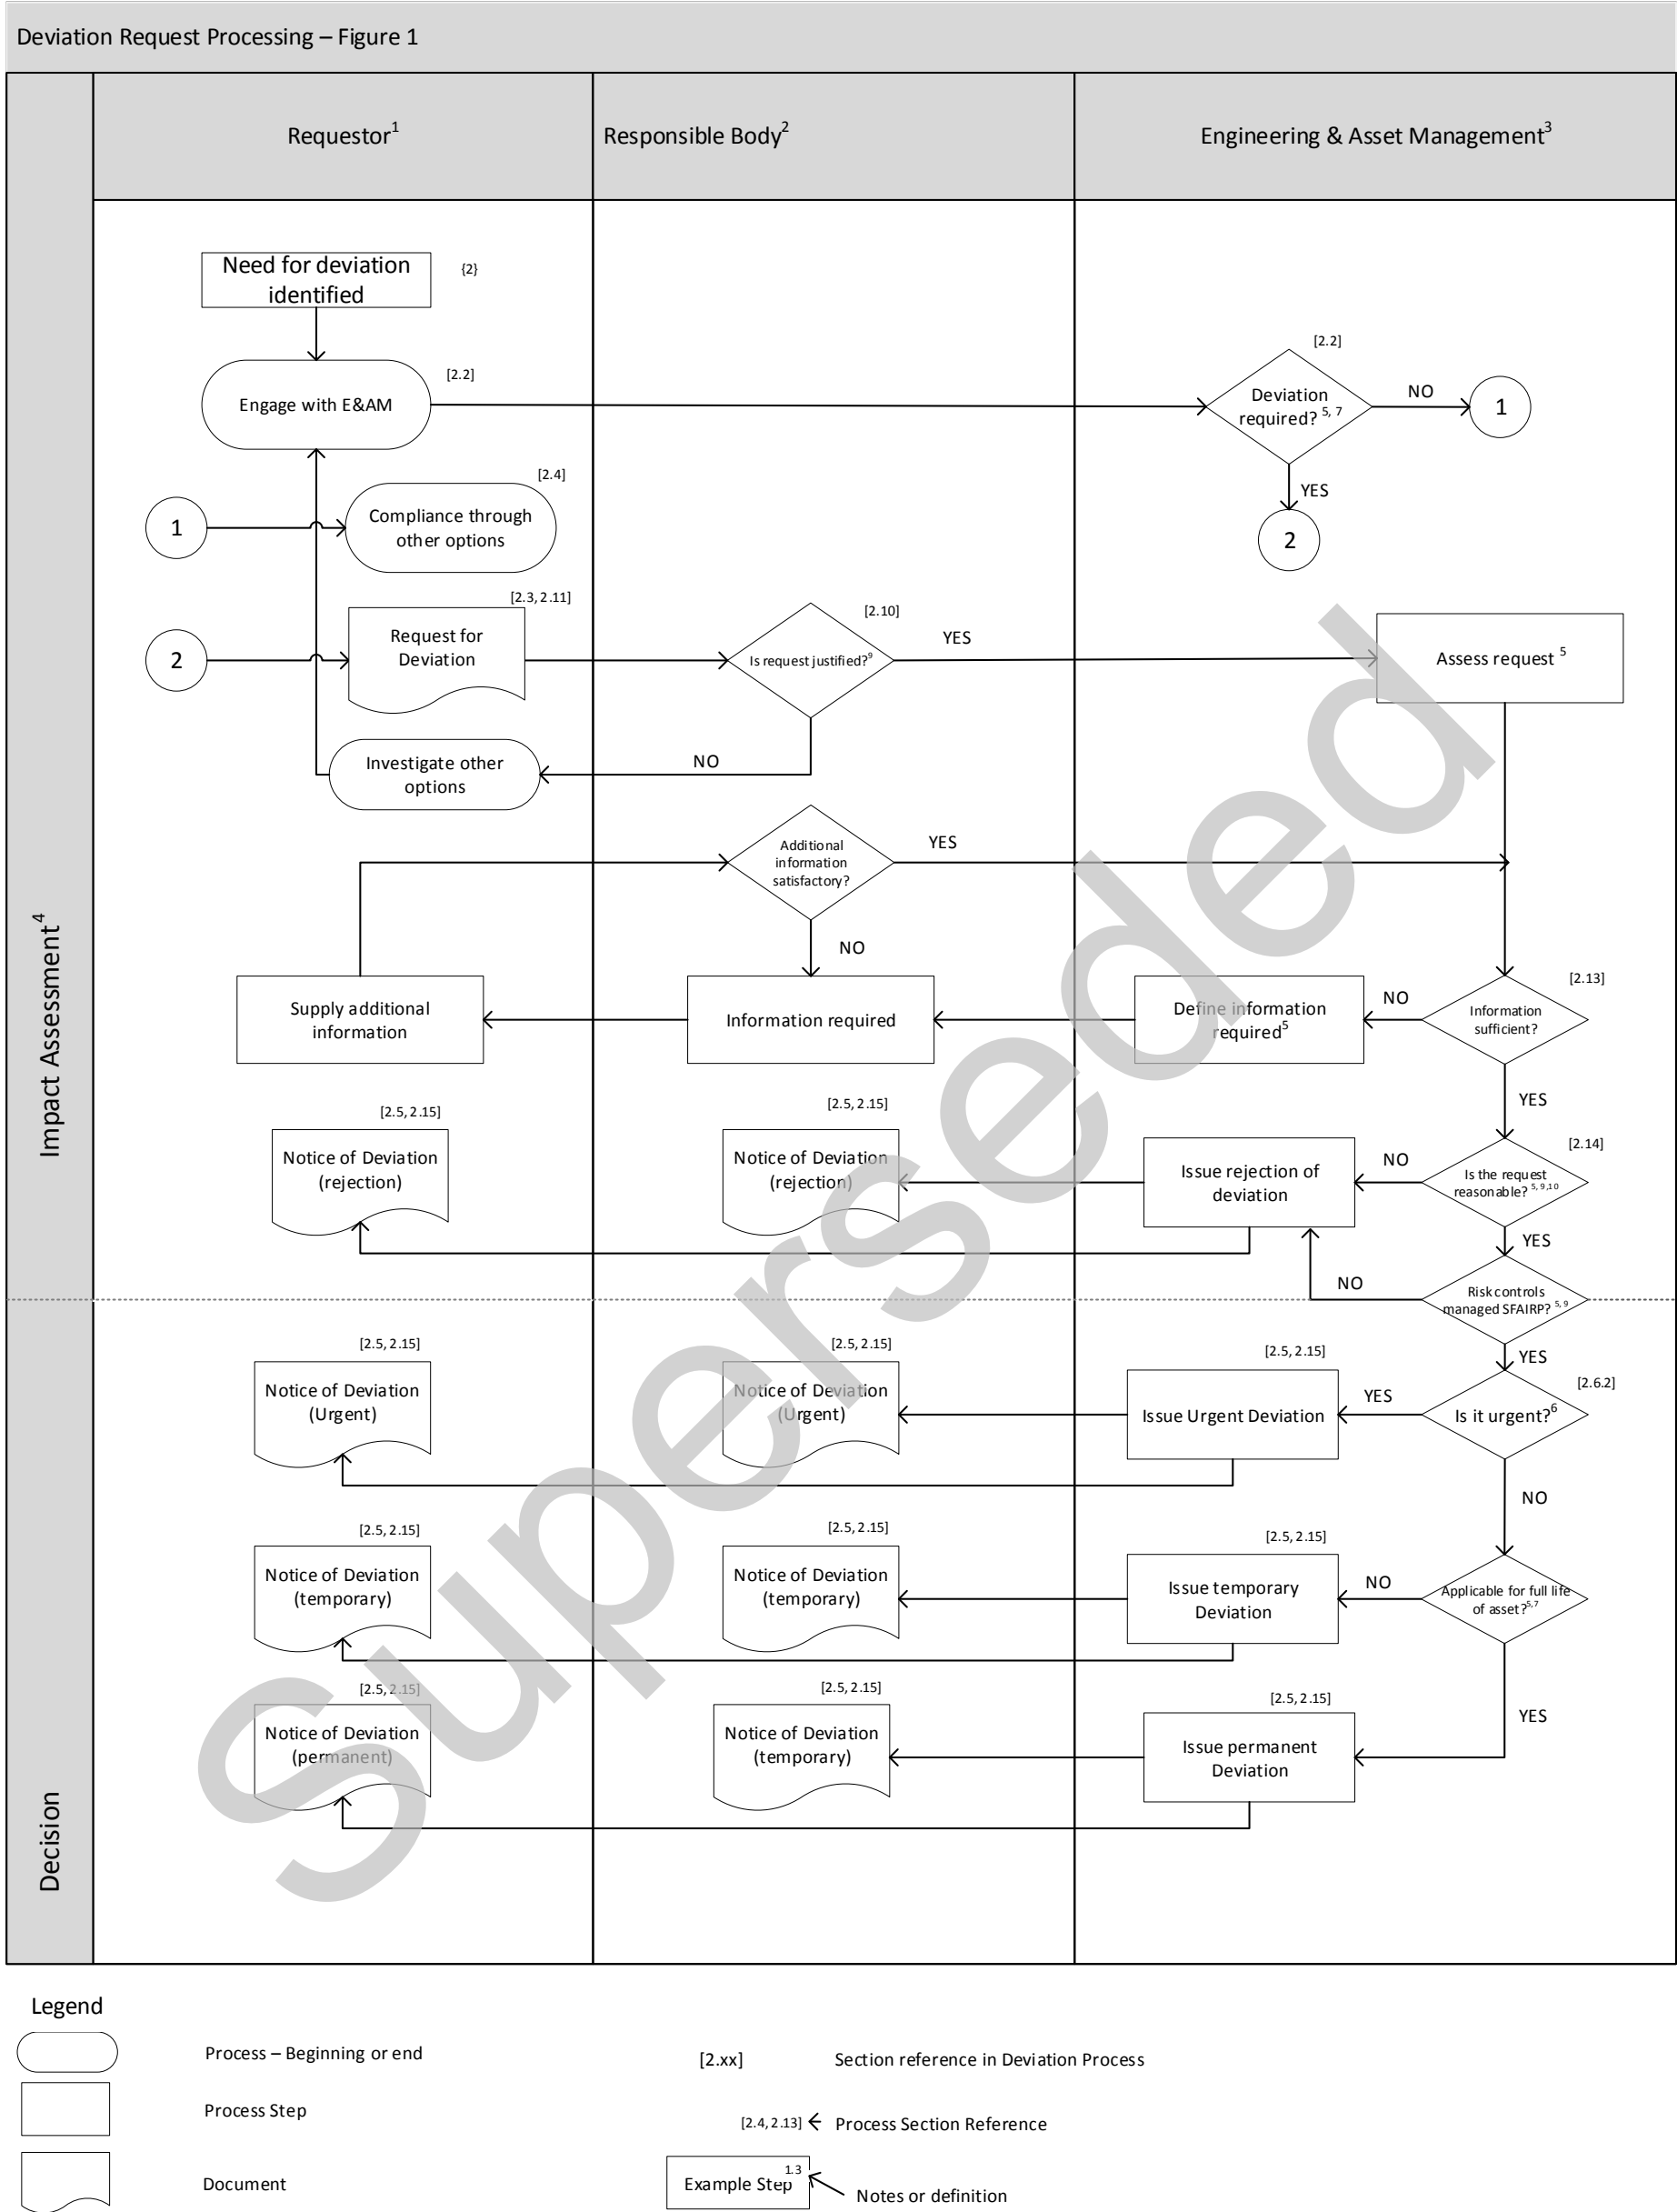 Deviation Request Processing – Figure 1
Requestor1
Responsible Body2
Engineering & Asset Management3
Impact Assessment4
Decision
Need for deviation
identified
{2}
Engage with E&AM
[2.2]
[2.2]
Deviation
required? 5, 7
NO
1
YES
2
1
[2.4]
Compliance through
other options
2
[2.3, 2.11]
Request for
Deviation
[2.10]
Is request justified?9
YES
Assess request 5
NO
Investigate other
options
Additional
information
satisfactory?
YES
NO
Supply additional
information
Information required
Define information
required5
NO
[2.13]
Information
sufficient?
YES
[2.5, 2.15]
Notice of Deviation
(rejection)
[2.5, 2.15]
Notice of Deviation
(rejection)
Issue rejection of
deviation
NO
[2.14]
Is the request
reasonable? 5, 9,10
YES
NO
Risk controls
managed SFAIRP? 5, 9
YES
[2.5, 2.15]
Notice of Deviation
(Urgent)
[2.5, 2.15]
Notice of Deviation
(Urgent)
[2.5, 2.15]
Issue Urgent Deviation
YES
[2.6.2]
Is it urgent?6
NO
[2.5, 2.15]
Notice of Deviation
(temporary)
[2.5, 2.15]
Notice of Deviation
(temporary)
[2.5, 2.15]
Issue temporary
Deviation
NO
Applicable for full life
of asset?5,7
YES
[2.5, 2.15]
Notice of Deviation
(permanent)
[2.5, 2.15]
Notice of Deviation
(temporary)
[2.5, 2.15]
Issue permanent
Deviation
Superseded
Legend
Process – Beginning or end
[2.xx]
Section reference in Deviation Process
Process Step
[2.4, 2.13]
Process Section Reference
Document
Example Step 1.3
Notes or definition